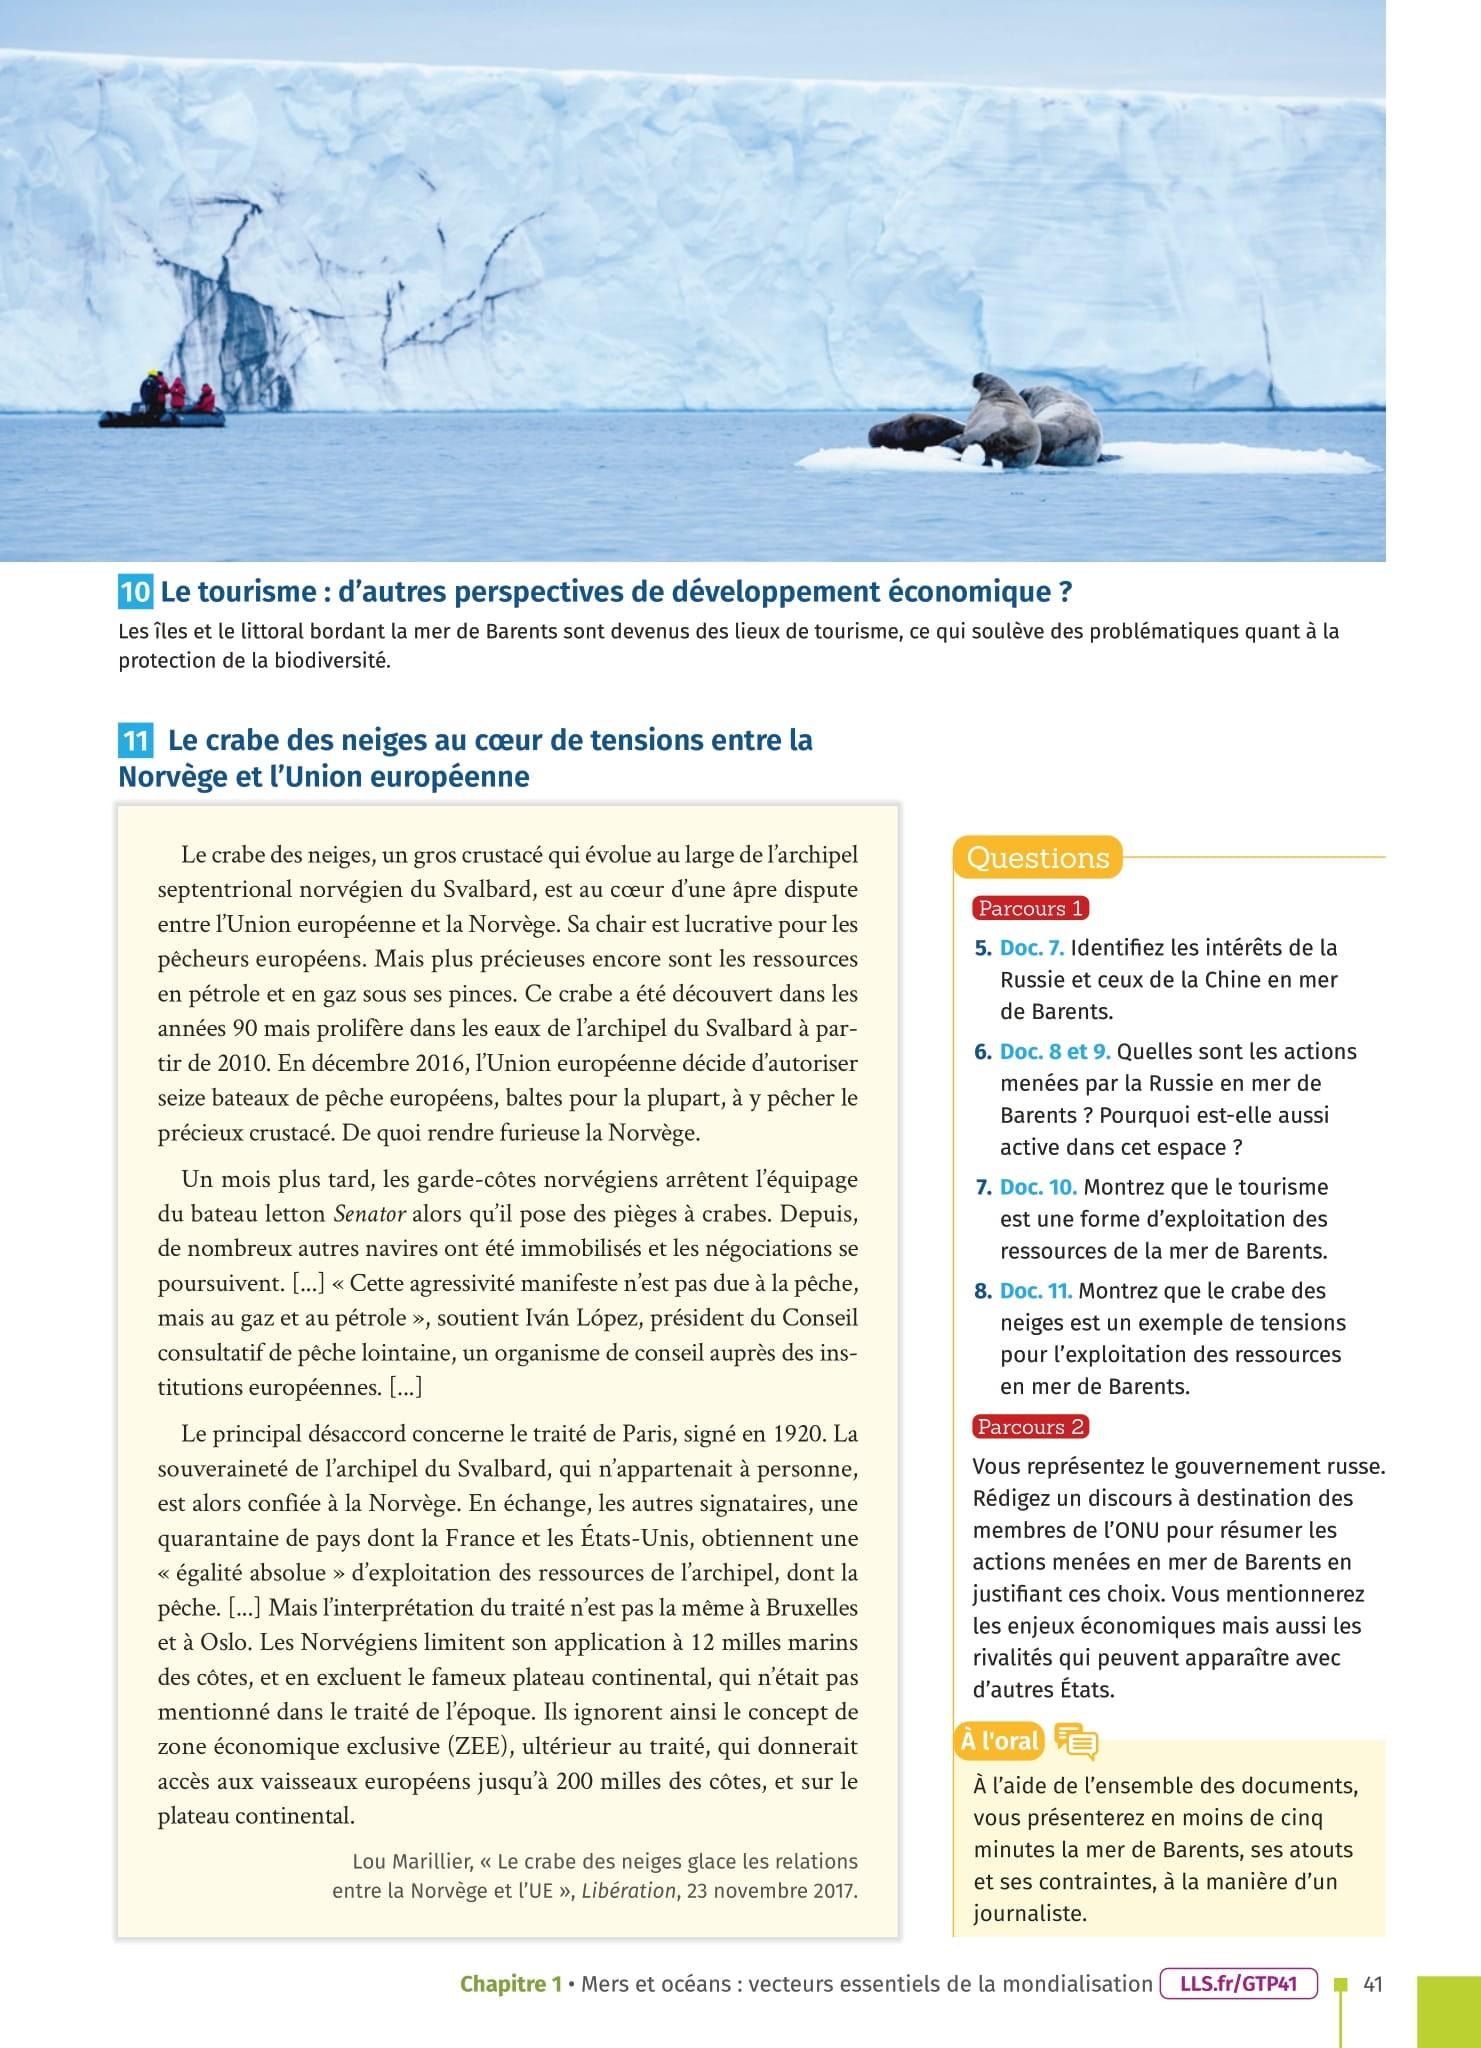 10 Le tourisme : d’autres perspectives de développement économique ?
Les îles et le littoral bordant la mer de Barents sont devenus des lieux de tourisme, ce qui soulève des problématiques quant à la
protection de la biodiversité.
11 Le crabe des neiges au cœur de tensions entre la
Norvège et l’Union européenne
Le crabe des neiges, un gros crustacé qui évolue au large de l’archipel
septentrional norvégien du Svalbard, est au cœur d’une âpre dispute
entre l’Union européenne et la Norvège. Sa chair est lucrative pour les
pêcheurs européens. Mais plus précieuses encore sont les ressources
en pétrole et en gaz sous ses pinces. Ce crabe a été découvert dans les
années 90 mais prolifère dans les eaux de l’archipel du Svalbard à par-
tir de 2010. En décembre 2016, l’Union européenne décide d’autoriser
seize bateaux de pêche européens, baltes pour la plupart, à y pêcher le
précieux crustacé. De quoi rendre furieuse la Norvège.
Un mois plus tard, les garde-côtes norvégiens arrêtent l’équipage
du bateau letton Senator alors qu’il pose des pièges à crabes. Depuis,
de nombreux autres navires ont été immobilisés et les négociations se
poursuivent. [...] « Cette agressivité manifeste n’est pas due à la pêche,
mais au gaz et au pétrole », soutient Iván López, président du Conseil
consultatif de pêche lointaine, un organisme de conseil auprès des ins-
titutions européennes. [...]
Le principal désaccord concerne le traité de Paris, signé en 1920. La
souveraineté de l’archipel du Svalbard, qui n’appartenait à personne,
est alors confiée à la Norvège. En échange, les autres signataires, une
quarantaine de pays dont la France et les États-Unis, obtiennent une
« égalité absolue » d’exploitation des ressources de l’archipel, dont la
pêche. [...] Mais l’interprétation du traité n’est pas la même à Bruxelles
et à Oslo. Les Norvégiens limitent son application à 12 milles marins
des côtes, et en excluent le fameux plateau continental, qui n’était pas
mentionné dans le traité de l’époque. Ils ignorent ainsi le concept de
zone économique exclusive (ZEE), ultérieur au traité, qui donnerait
accès aux vaisseaux européens jusqu’à 200 milles des côtes, et sur le
plateau continental.
Lou Marillier, « Le crabe des neiges glace les relations
entre la Norvège et l’UE », Libération, 23 novembre 2017.
Questions
Parcours 1
5. Doc. 7. Identifiez les intérêts de la
Russie et ceux de la Chine en mer
de Barents.
6. Doc. 8 et 9. Quelles sont les actions
menées par la Russie en mer de
Barents ? Pourquoi est-elle aussi
active dans cet espace ?
7. Doc. 10. Montrez que le tourisme
est une forme d’exploitation des
ressources de la mer de Barents.
8. Doc. 11. Montrez que le crabe des
neiges est un exemple de tensions
pour l’exploitation des ressources
en mer de Barents.
Parcours 2
Vous représentez le gouvernement russe.
Rédigez un discours à destination des
membres de l’ONU pour résumer les
actions menées en mer de Barents en
justifiant ces choix. Vous mentionnerez
les enjeux économiques mais aussi les
rivalités qui peuvent apparaître avec
d’autres États.
À l'oral
À l’aide de l’ensemble des documents,
vous présenterez en moins de cinq
minutes la mer de Barents, ses atouts
et ses contraintes, à la manière d’un
journaliste.
Chapitre 1 • Mers et océans : vecteurs essentiels de la mondialisation LLS.fr/GTP41 41